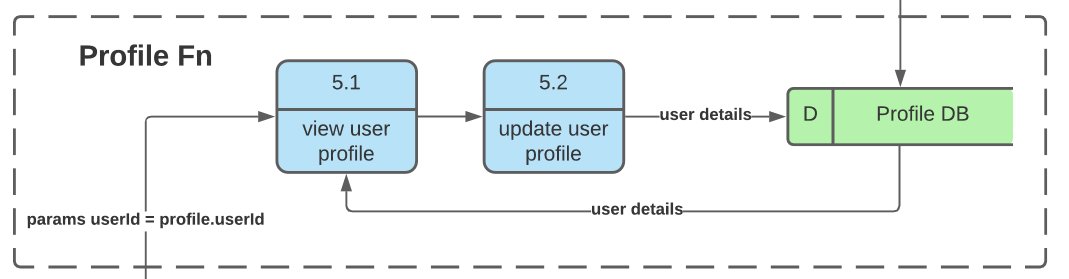 Profile Fn
5.1
view user
profile
5.2
update user
profile
user details
D
Profile DB
user details
params userId = profile.userId